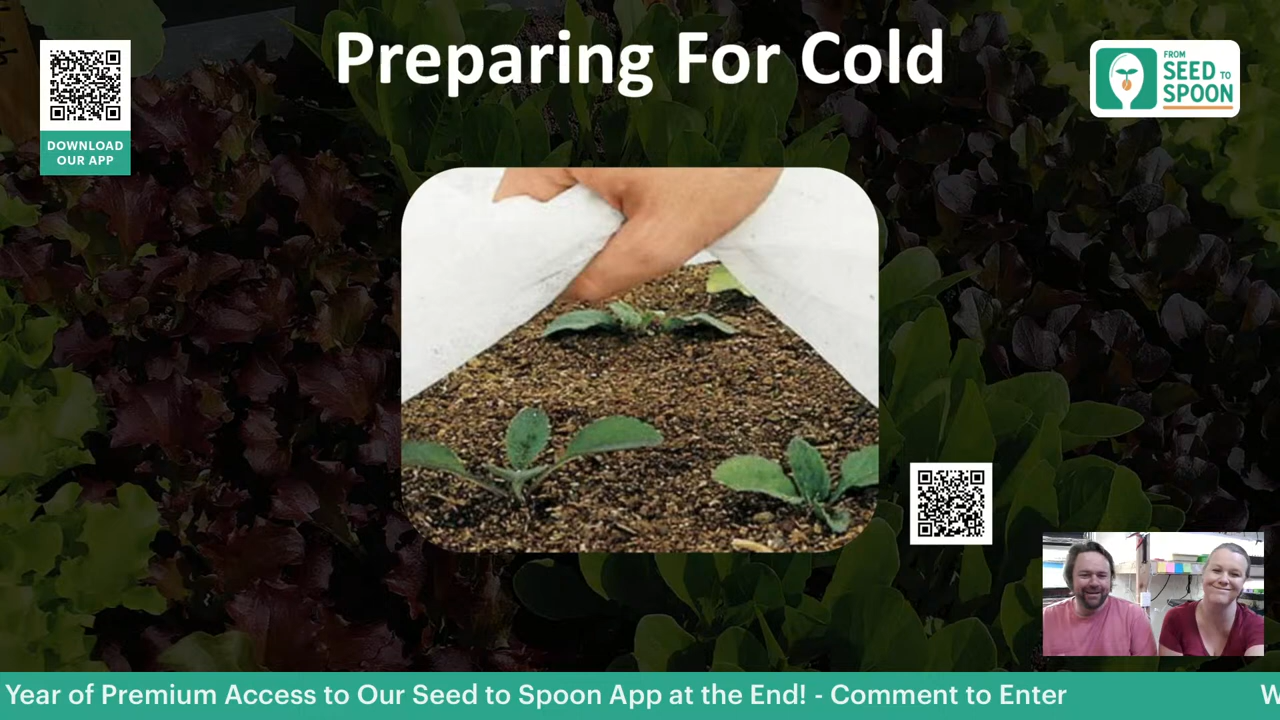 Preparing For Cold
DOWNLOAD
OUR APP
FROM
SEED TO
SPOON
Year of Premium Access to Our Seed to Spoon App at the End! - Comment to Enter
W